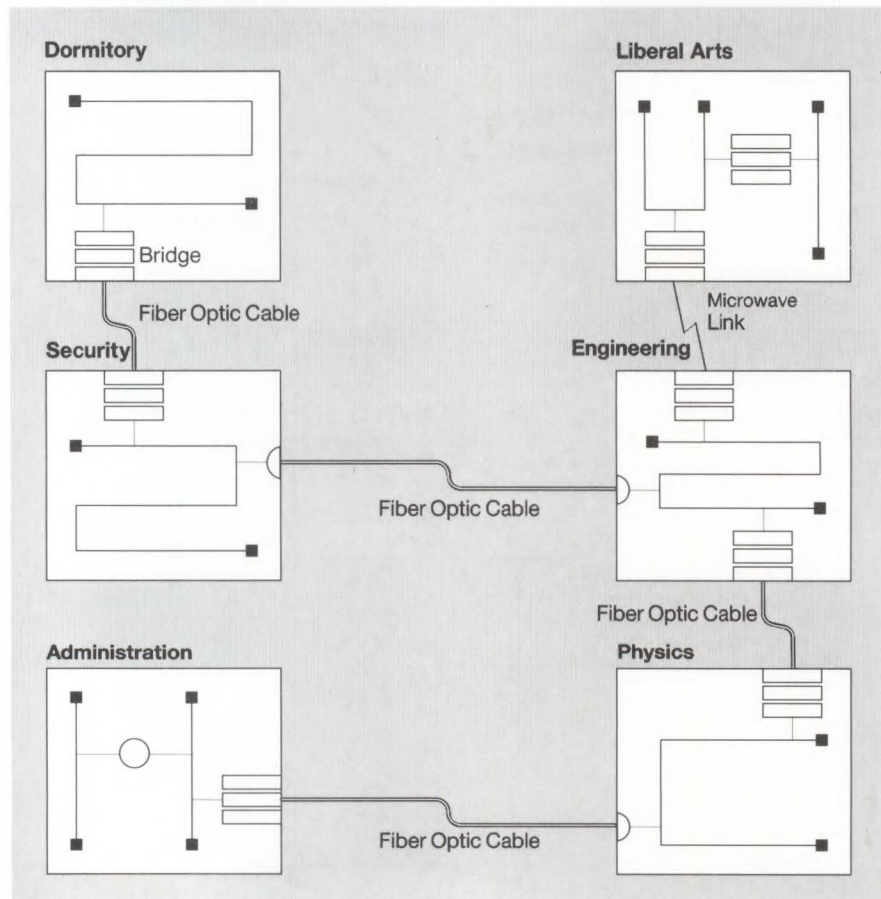 Dormitory
Liberal Arts
Bridge
Fiber Optic Cable
Microwave
Link
Security
Engineering
Fiber Optic Cable
Fiber Optic Cable
Administration
Physics
Fiber Optic Cable